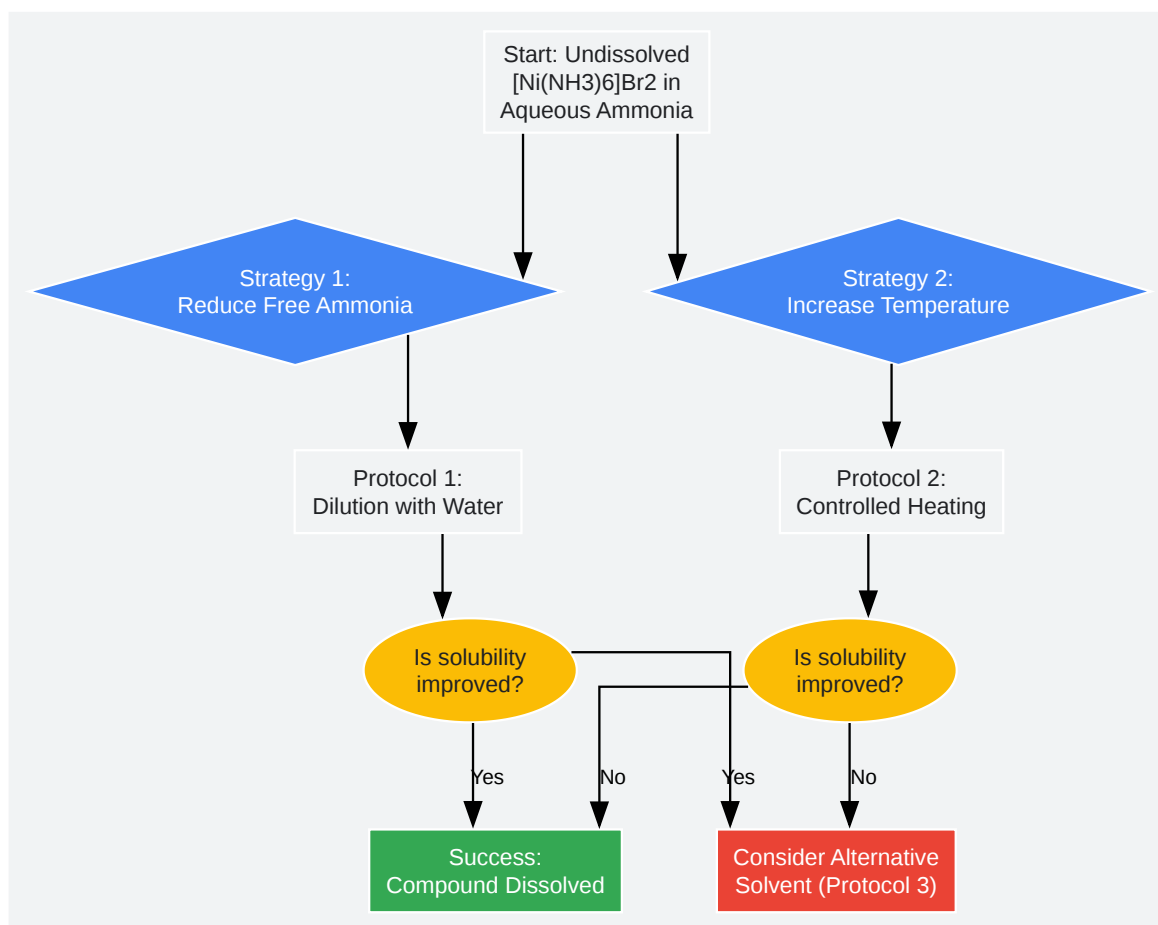 Start: Undissolved
[Ni(NH3)6]Br2 in
Aqueous Ammonia
Strategy 1:
Reduce Free Ammonia
Strategy 2:
Increase Temperature
Protocol 1:
Dilution with Water
Protocol 2:
Controlled Heating
Is solubility
improved?
Is solubility
improved?
Yes
No
Yes
No
Success:
Compound Dissolved
Consider Alternative
Solvent (Protocol 3)